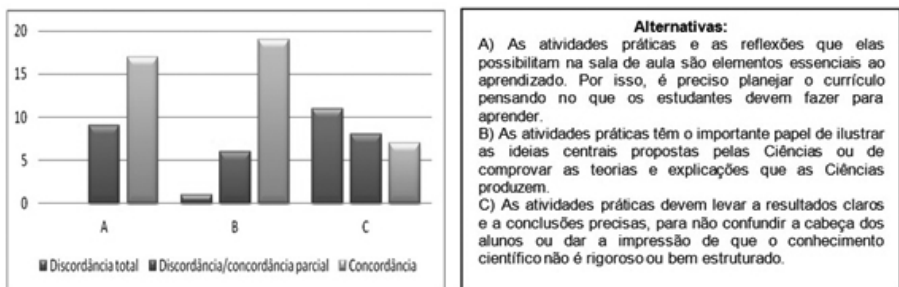 20
15
10
5
0
A B C
Discordância total Discordância/concordância parcial Concordância
Alternativas:
A) As atividades práticas e as reflexões que elas
possibilitam na sala de aula são elementos essenciais ao
aprendizado. Por isso, é preciso planejar o currículo
pensando no que os estudantes devem fazer para
aprender.
B) As atividades práticas têm o importante papel de ilustrar
as ideias centrais propostas pelas Ciências ou de
comprovar as teorias e explicações que as Ciências
produzem.
C) As atividades práticas devem levar a resultados claros
e a conclusões precisas, para não confundir a cabeça dos
alunos ou dar a impressão de que o conhecimento
científico não é rigoroso ou bem estruturado.